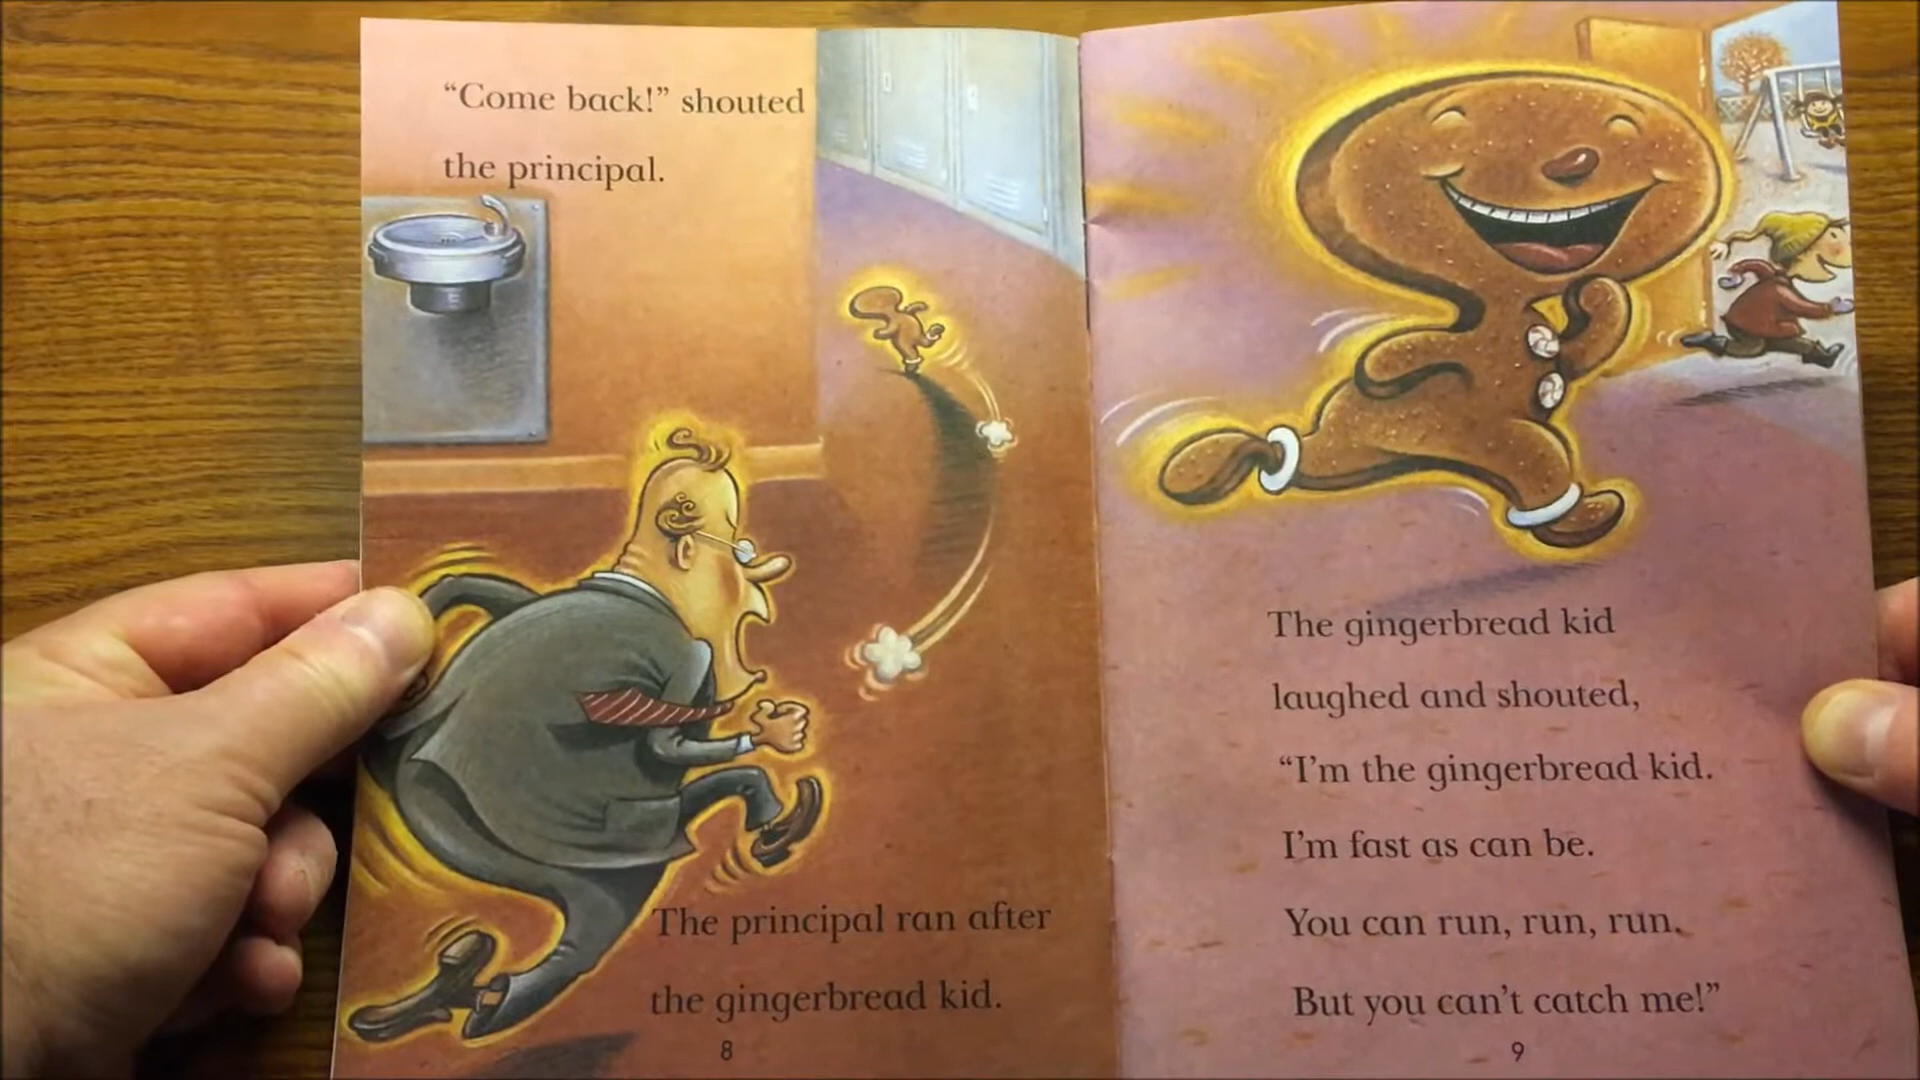 “Come back!” shouted
the principal.
The principal ran after
the gingerbread kid.
8
The gingerbread kid
laughed and shouted,
“I’m the gingerbread kid.
I’m fast as can be.
You can run, run, run.
But you can’t catch me!”
9